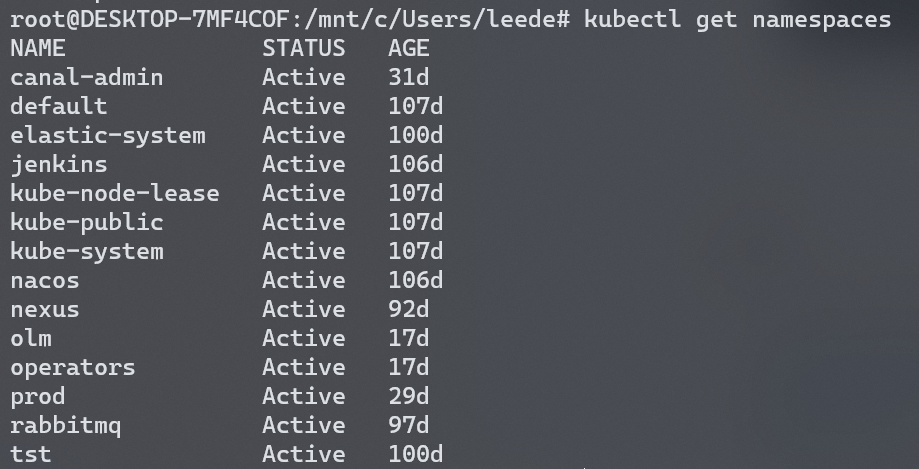 root@DESKTOP-7MF4COF:/mnt/c/Users/leede# kubectl get namespaces
NAME STATUS AGE
canal-admin Active 31d
default Active 107d
elastic-system Active 100d
jenkins Active 106d
kube-node-lease Active 107d
kube-public Active 107d
kube-system Active 107d
nacos Active 106d
nexus Active 92d
olm Active 17d
operators Active 17d
prod Active 29d
rabbitmq Active 97d
tst Active 100d